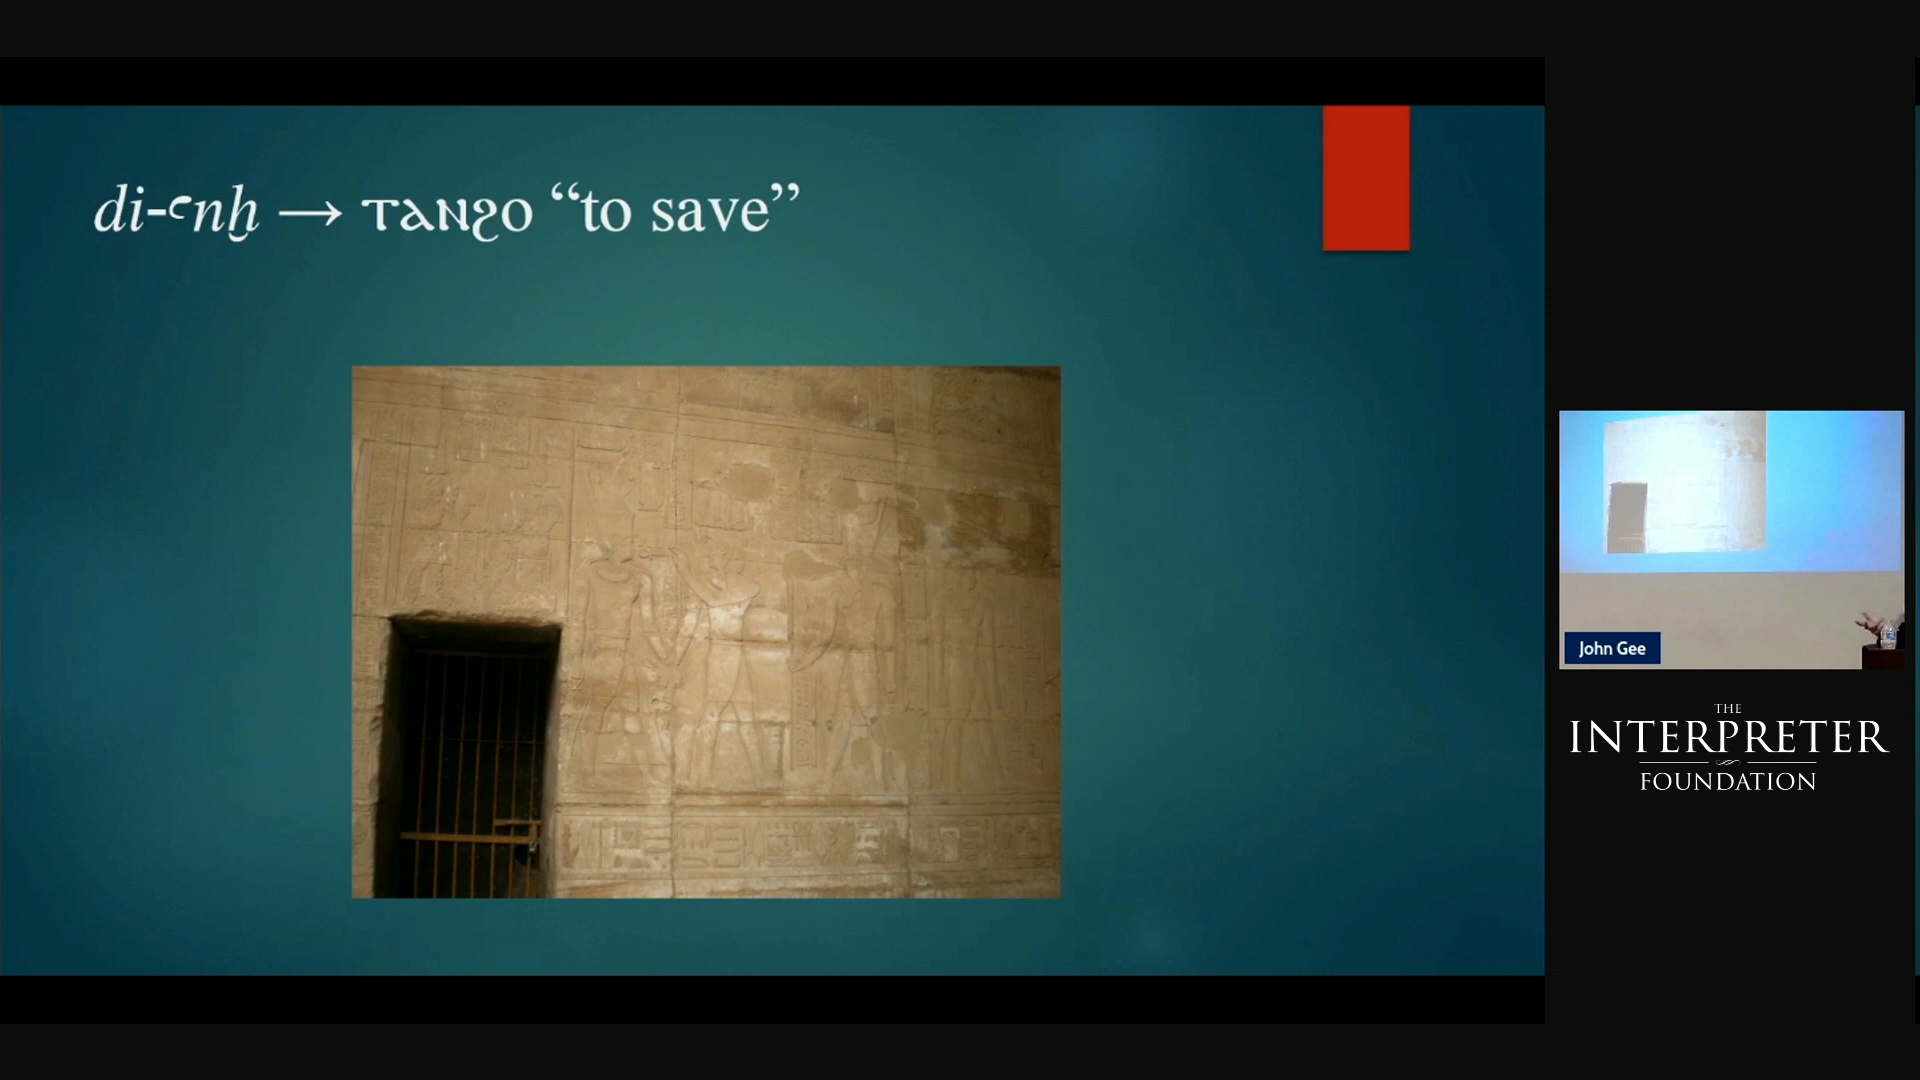 di-ꜥnḫ → ⲧⲁⲛϩⲟ “to save”
John Gee
THE
INTERPRETER
FOUNDATION